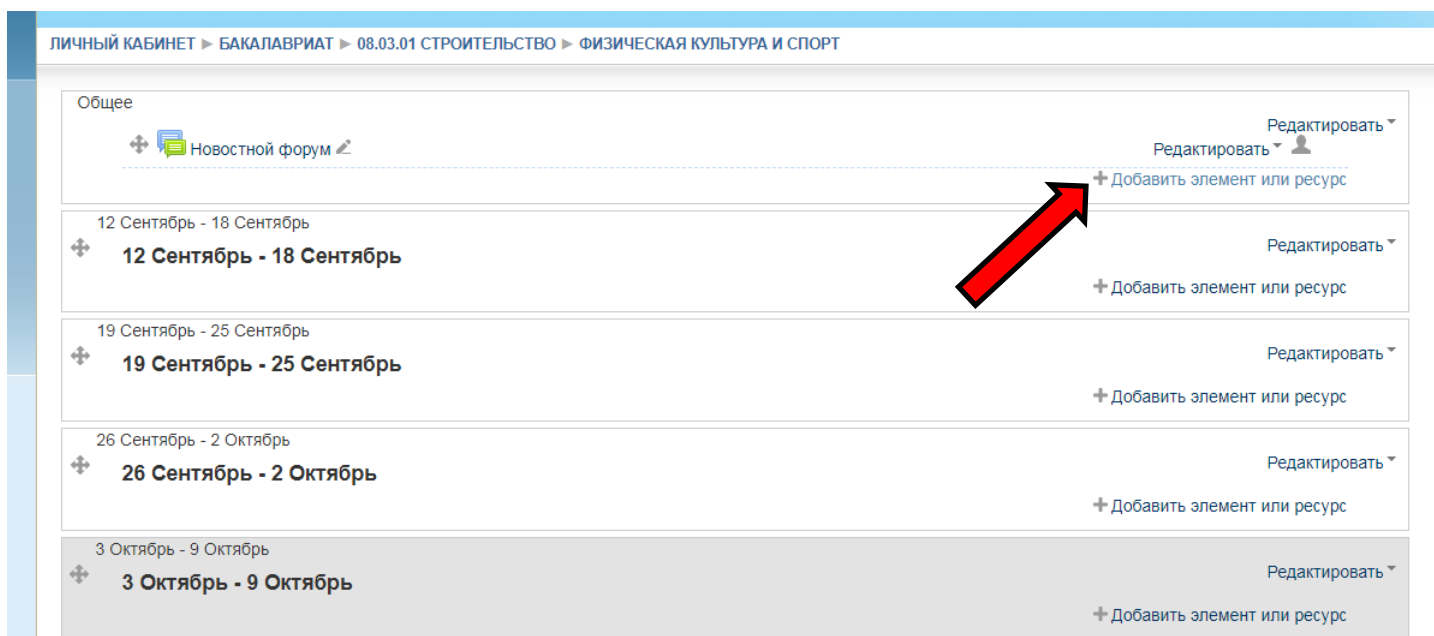 ЛИЧНЫЙ КАБИНЕТ ► БАКАЛАВРИАТ ► 08.03.01 СТРОИТЕЛЬСТВО ► ФИЗИЧЕСКАЯ КУЛЬТУРА И СПОРТ
Общее
Редактировать
Новостной форум
Редактировать
Добавить элемент или ресурс
12 Сентябрь - 18 Сентябрь
12 Сентябрь - 18 Сентябрь
Редактировать
Добавить элемент или ресурс
19 Сентябрь - 25 Сентябрь
19 Сентябрь - 25 Сентябрь
Редактировать
Добавить элемент или ресурс
26 Сентябрь - 2 Октябрь
26 Сентябрь - 2 Октябрь
Редактировать
Добавить элемент или ресурс
3 Октябрь - 9 Октябрь
3 Октябрь - 9 Октябрь
Редактировать
Добавить элемент или ресурс